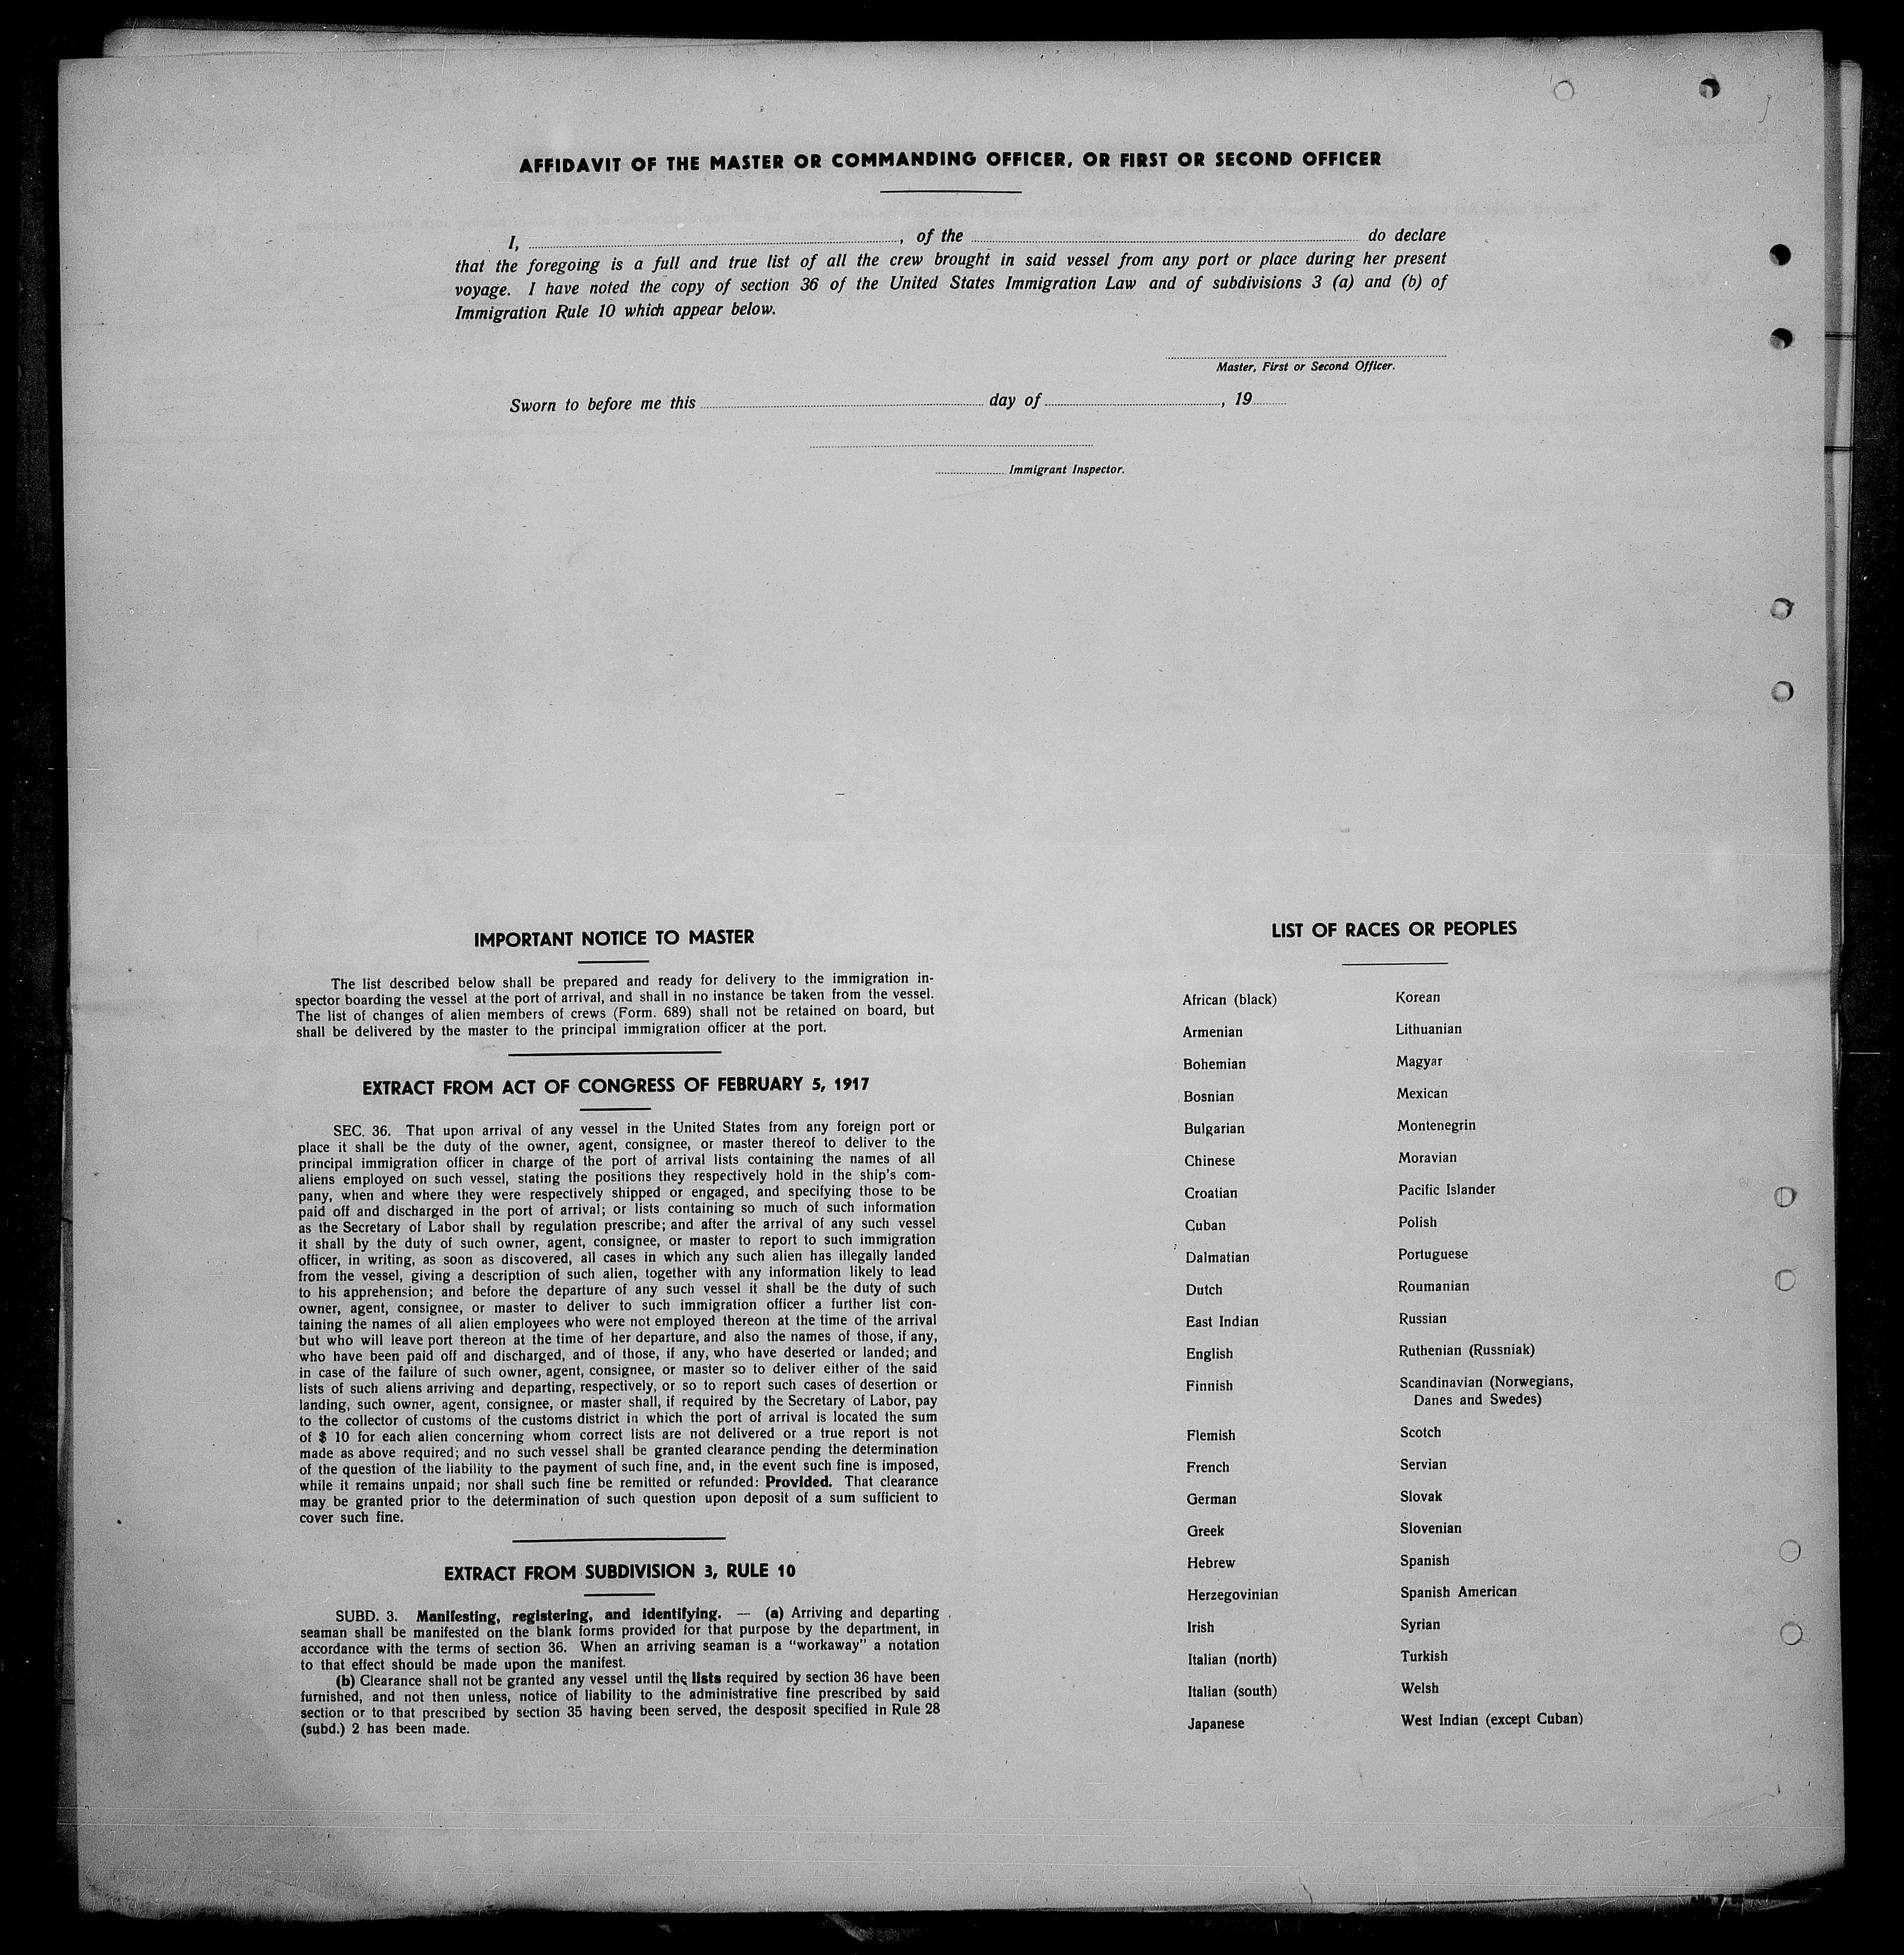 AFFIDAVIT OF THE MASTER OR COMMANDING OFFICER, OR FIRST OR SECOND OFFICER
I, , of the do declare
that the foregoing is a full and true list of all the crew brought in said vessel from any port or place during her present
voyage. I have noted the copy of section 36 of the United States Immigration Law and of subdivisions 3 (a) and (b) of
Immigration Rule 10 which appear below.
Master, First or Second Officer.
Sworn to before me this day of , 19
Immigrant Inspector.
IMPORTANT NOTICE TO MASTER
The list described below shall be prepared and ready for delivery to the immigration in-
spector boarding the vessel at the port of arrival, and shall in no instance be taken from the vessel.
The list of changes of alien members of crews (Form. 689) shall not be retained on board, but
shall be delivered by the master to the principal immigration officer at the port.
EXTRACT FROM ACT OF CONGRESS OF FEBRUARY 5, 1917
SEC. 36. That upon arrival of any vessel in the United States from any foreign port or
place it shall be the duty of the owner, agent, consignee, or master thereof to deliver to the
principal immigration officer in charge of the port of arrival lists containing the names of all
aliens employed on such vessel, stating the positions they respectively hold in the ship's com-
pany, when and where they were respectively shipped or engaged, and specifying those to be
paid off and discharged in the port of arrival; or lists containing so much of such information
as the Secretary of Labor shall by regulation prescribe; and after the arrival of any such vessel
it shall by the duty of such owner, agent, consignee, or master to report to such immigration
officer, in writing, as soon as discovered, all cases in which any such alien has illegally landed
from the vessel, giving a description of such alien, together with any information likely to lead
to his apprehension; and before the departure of any such vessel it shall be the duty of such
owner, agent, consignee, or master to deliver to such immigration officer a further list con-
taining the names of all alien employees who were not employed thereon at the time of the arrival
but who will leave port thereon at the time of her departure, and also the names of those, if any,
who have been paid off and discharged, and of those, if any, who have deserted or landed; and
in case of the failure of such owner, agent, consignee, or master so to deliver either of the said
lists of such aliens arriving and departing, respectively, or so to report such cases of desertion or
landing, such owner, agent, consignee, or master shall, if required by the Secretary of Labor, pay
to the collector of customs of the customs district in which the port of arrival is located the sum
of $ 10 for each alien concerning whom correct lists are not delivered or a true report is not
made as above required; and no such vessel shall be granted clearance pending the determination
of the question of the liability to the payment of such fine, and, in the event such fine is imposed,
while it remains unpaid; nor shall such fine be remitted or refunded: Provided. That clearance
may be granted prior to the determination of such question upon deposit of a sum sufficient to
cover such fine.
EXTRACT FROM SUBDIVISION 3, RULE 10
SUBD. 3. Manifesting, registering, and identifying. — (a) Arriving and departing
seaman shall be manifested on the blank forms provided for that purpose by the department, in
accordance with the terms of section 36. When an arriving seaman is a "workaway" a notation
to that effect should be made upon the manifest.
(b) Clearance shall not be granted any vessel until the lists required by section 36 have been
furnished, and not then unless, notice of liability to the administrative fine prescribed by said
section or to that prescribed by section 35 having been served, the desposit specified in Rule 28
(subd.) 2 has been made.
LIST OF RACES OR PEOPLES
African (black)
Armenian
Bohemian
Bosnian
Bulgarian
Chinese
Croatian
Cuban
Dalmatian
Dutch
East Indian
English
Finnish
Flemish
French
German
Greek
Hebrew
Herzegovinian
Irish
Italian (north)
Italian (south)
Japanese
Korean
Lithuanian
Magyar
Mexican
Montenegrin
Moravian
Pacific Islander
Polish
Portuguese
Roumanian
Russian
Ruthenian (Russniak)
Scandinavian (Norwegians,
Danes and Swedes)
Scotch
Servian
Slovak
Slovenian
Spanish
Spanish American
Syrian
Turkish
Welsh
West Indian (except Cuban)